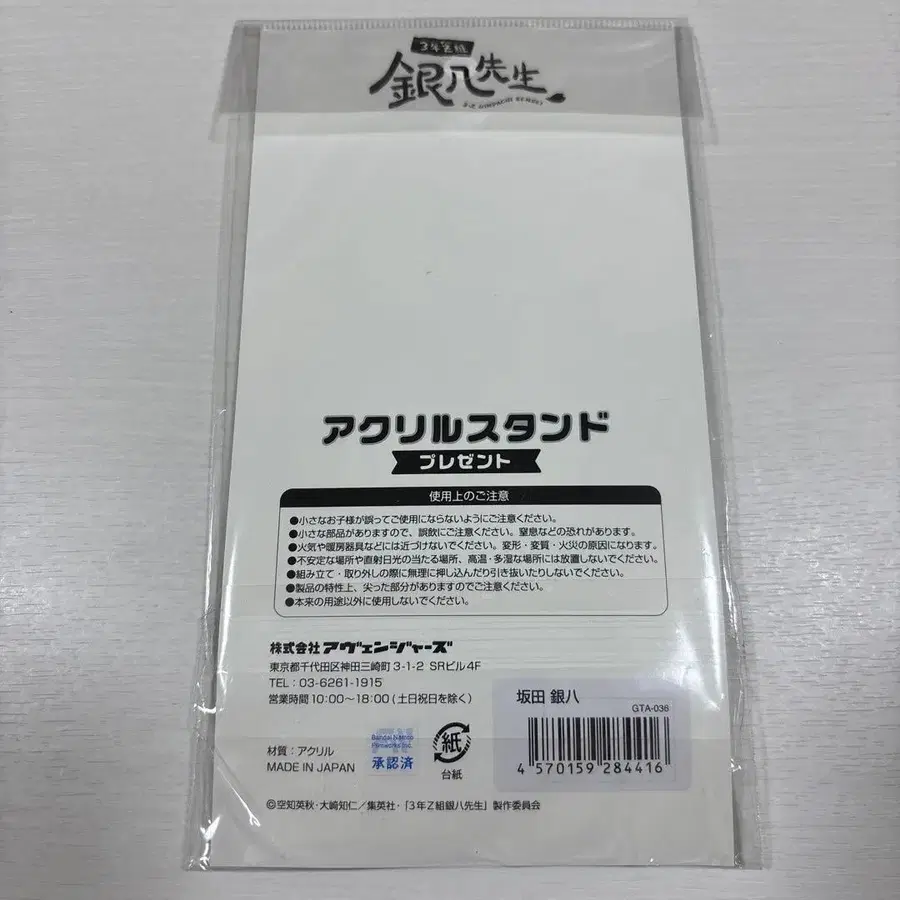 3年Z組
銀八先生
3-Z GINPACHI SENSEI
アクリルスタンド
プレゼント
使用上のご注意
●小さなお子様が誤ってご使用にならないようにご注意ください。
●小さな部品がありますので、誤飲にご注意ください。窒息などの恐れがあります。
●火気や暖房器具などには近づけないでください。変形・変質・火災の原因になります。
●不安定な場所や直射日光の当たる場所、高温・多湿な場所には放置しないでください。
●組み立て・取り外しの際に無理に押し込んだり引き抜いたりしないでください。
●製品の特性上、尖った部分がありますのでご注意ください。
●本来の用途以外に使用しないでください。
株式会社アヴェンジャーズ
東京都千代田区神田三崎町3-1-2 SRビル4F
TEL：03-6261-1915
営業時間10:00～18:00（土日祝日を除く）
坂田 銀八
GTA-036
4 570159 284416
材質：アクリル
MADE IN JAPAN
Bandai Namco
Filmworks Inc.
承認済
紙
台紙
©空知英秋・大崎知仁／集英社・「3年Z組銀八先生」製作委員会